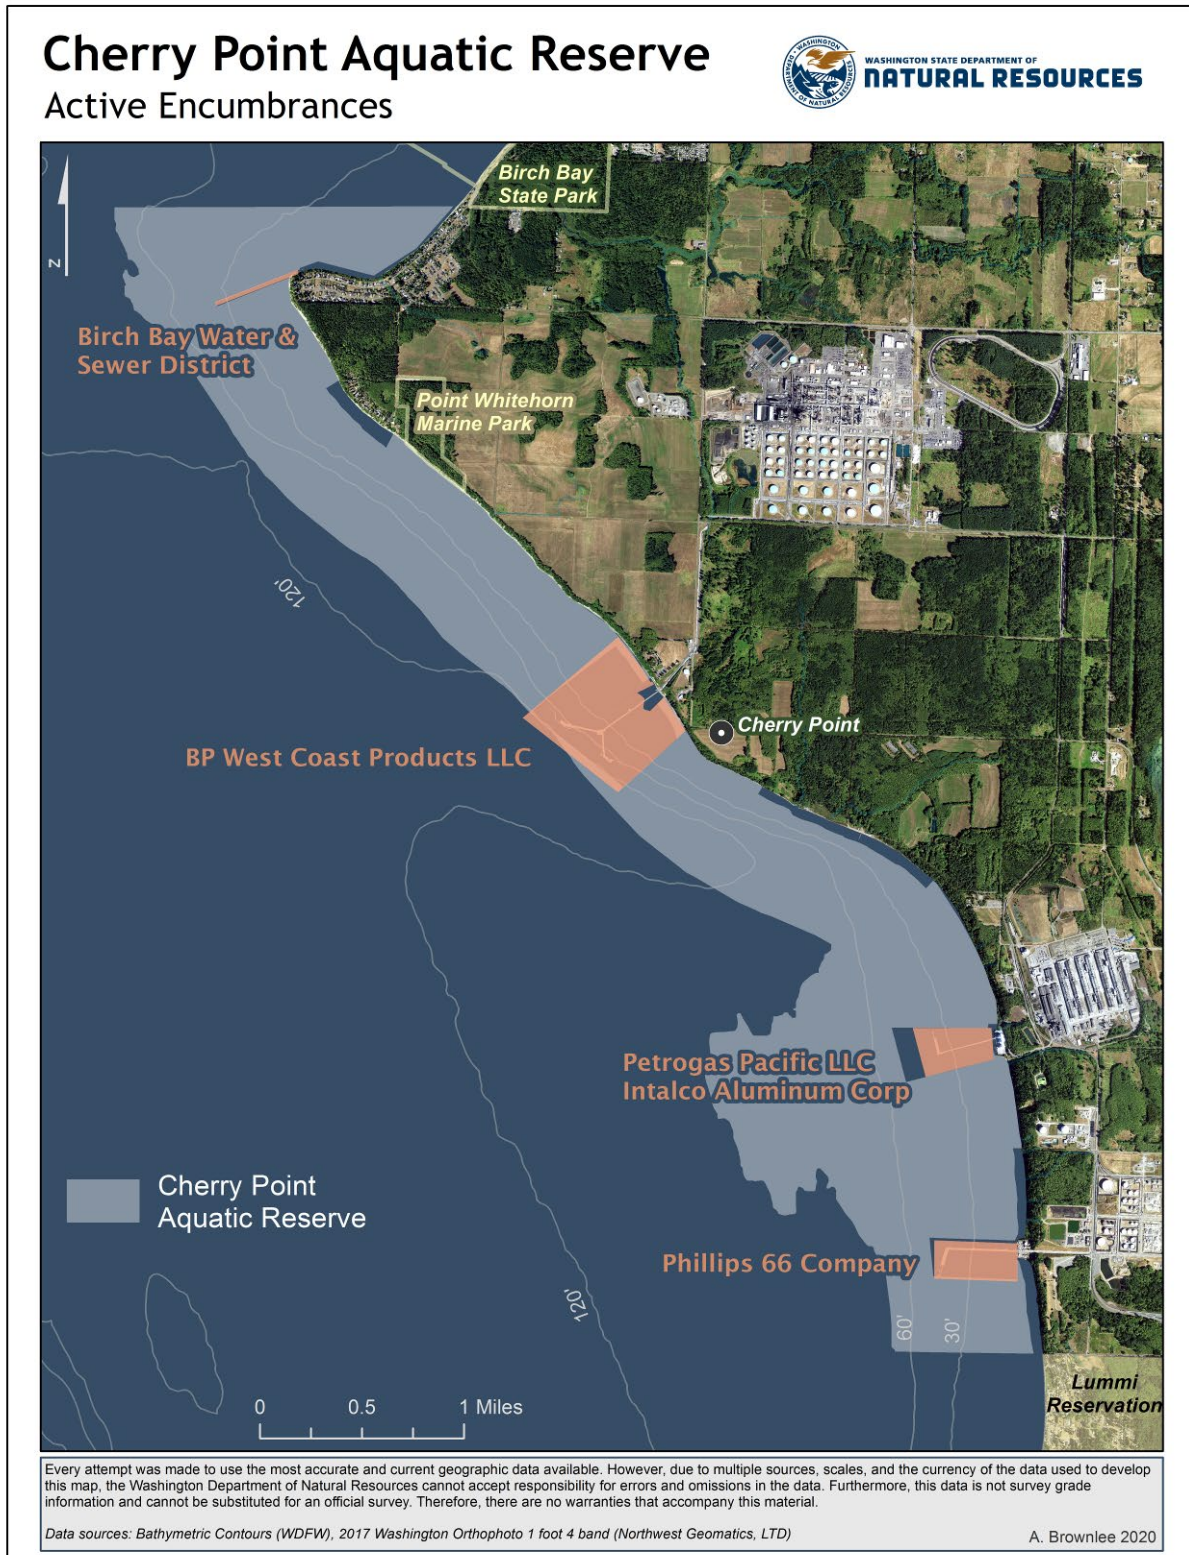 Cherry Point Aquatic Reserve
Active Encumbrances
WASHINGTON STATE DEPARTMENT OF
NATURAL RESOURCES
WASHINGTON
DEPARTMENT OF NATURAL RESOURCES
Birch Bay
State Park
N
Birch Bay Water &
Sewer District
Point Whitehorn
Marine Park
120'
Cherry Point
BP West Coast Products LLC
Petrogas Pacific LLC
Intalco Aluminum Corp
Cherry Point
Aquatic Reserve
Phillips 66 Company
120'
60'
30'
Lummi
Reservation
0 0.5 1 Miles
Every attempt was made to use the most accurate and current geographic data available. However, due to multiple sources, scales, and the currency of the data used to develop
this map, the Washington Department of Natural Resources cannot accept responsibility for errors and omissions in the data. Furthermore, this data is not survey grade
information and cannot be substituted for an official survey. Therefore, there are no warranties that accompany this material.
Data sources: Bathymetric Contours (WDFW), 2017 Washington Orthophoto 1 foot 4 band (Northwest Geomatics, LTD)
A. Brownlee 2020